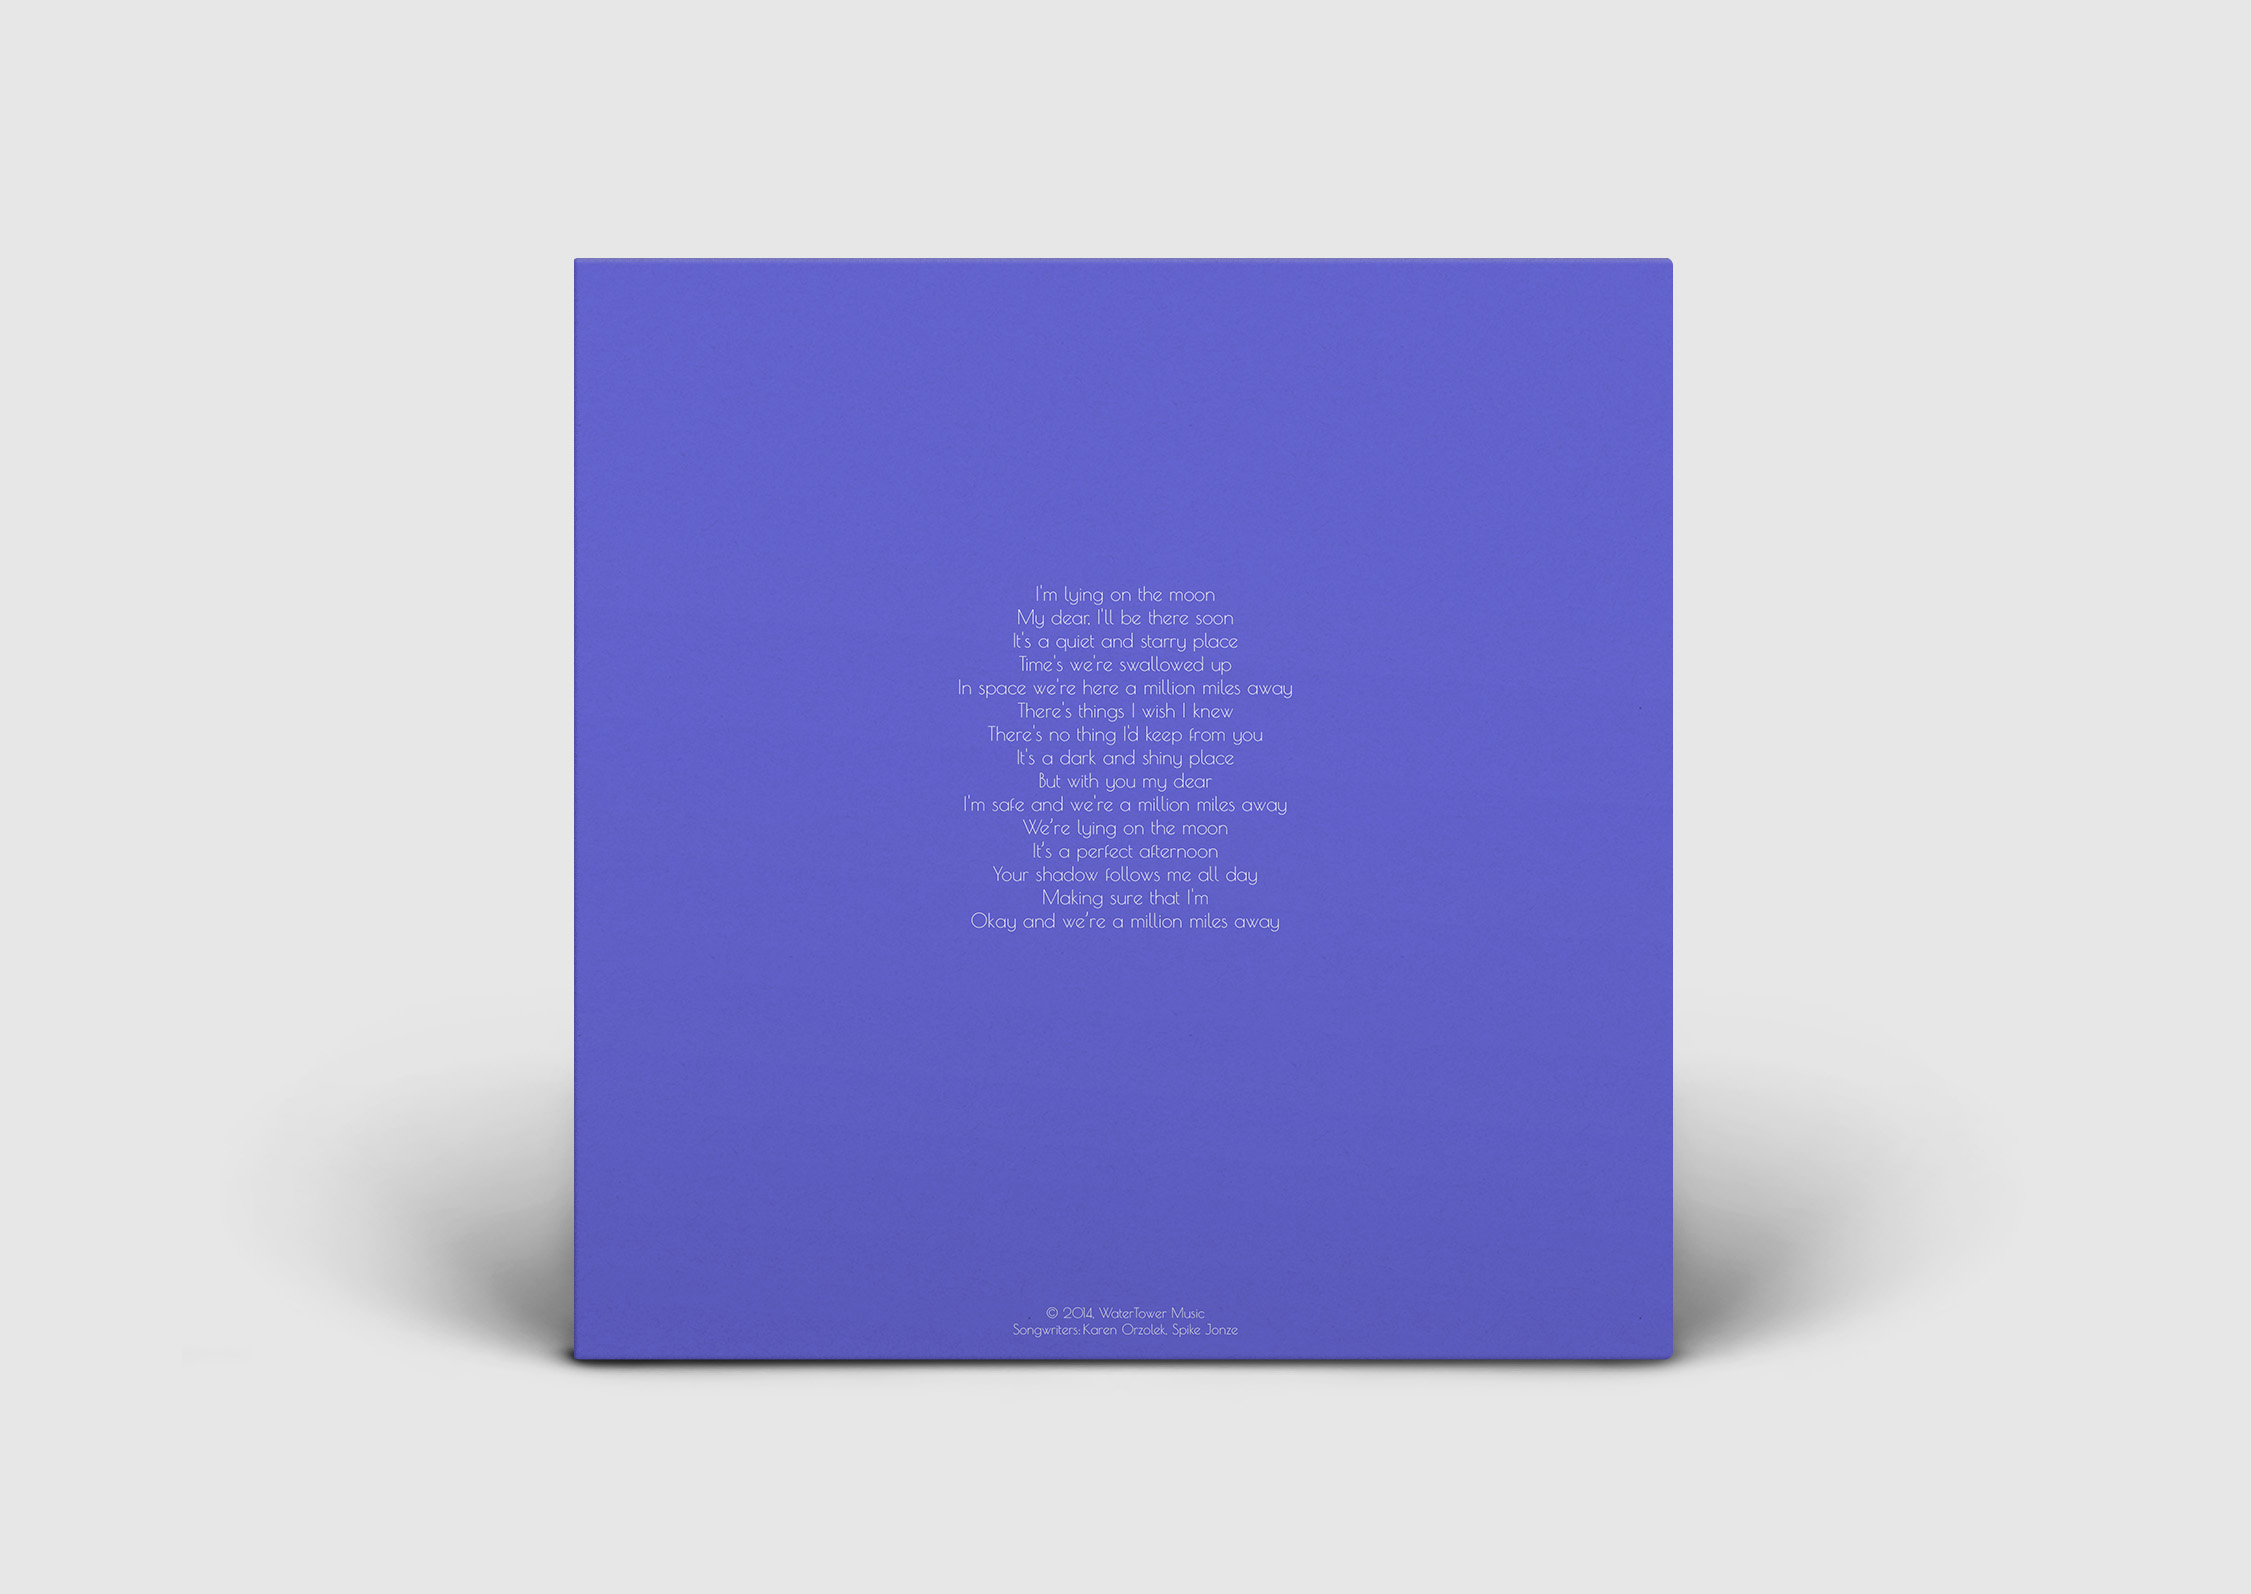 I'm lying on the moon
My dear, I'll be there soon
It's a quiet and starry place
Time's we're swallowed up
In space we're here a million miles away
There's things I wish I knew
There's no thing I'd keep from you
It's a dark and shiny place
But with you my dear
I'm safe and we're a million miles away
We’re lying on the moon
It’s a perfect afternoon
Your shadow follows me all day
Making sure that I'm
Okay and we’re a million miles away
© 2014, WaterTower Music
Songwriters: Karen Orzolek, Spike Jonze